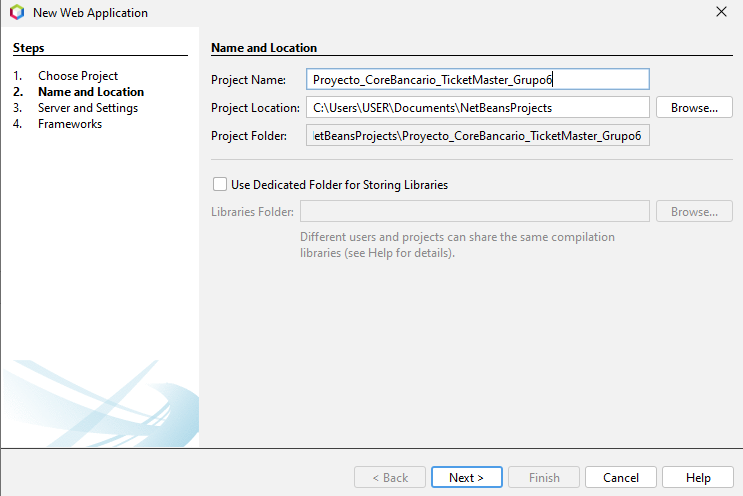 New Web Application
Steps
1. Choose Project
2. Name and Location
3. Server and Settings
4. Frameworks
Name and Location
Project Name: Proyecto_CoreBancario_TicketMaster_Grupo6
Project Location: C:\Users\USER\Documents\NetBeansProjects Browse...
Project Folder: etBeansProjects\Proyecto_CoreBancario_TicketMaster_Grupo6
Use Dedicated Folder for Storing Libraries
Libraries Folder: Browse...
Different users and projects can share the same compilation
libraries (see Help for details).
< Back Next > Finish Cancel Help